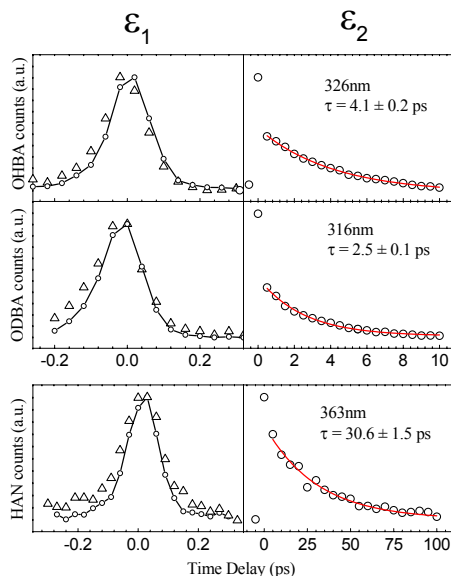 ε1 ε2
OHBA counts (a.u.)
326nm
τ = 4.1 ± 0.2 ps
ODBA counts (a.u.)
316nm
τ = 2.5 ± 0.1 ps
-0.2 0.0 0.2 0 2 4 6 8 10
HAN counts (a.u.)
363nm
τ = 30.6 ± 1.5 ps
-0.2 0.0 0.2 0 25 50 75 100
Time Delay (ps)